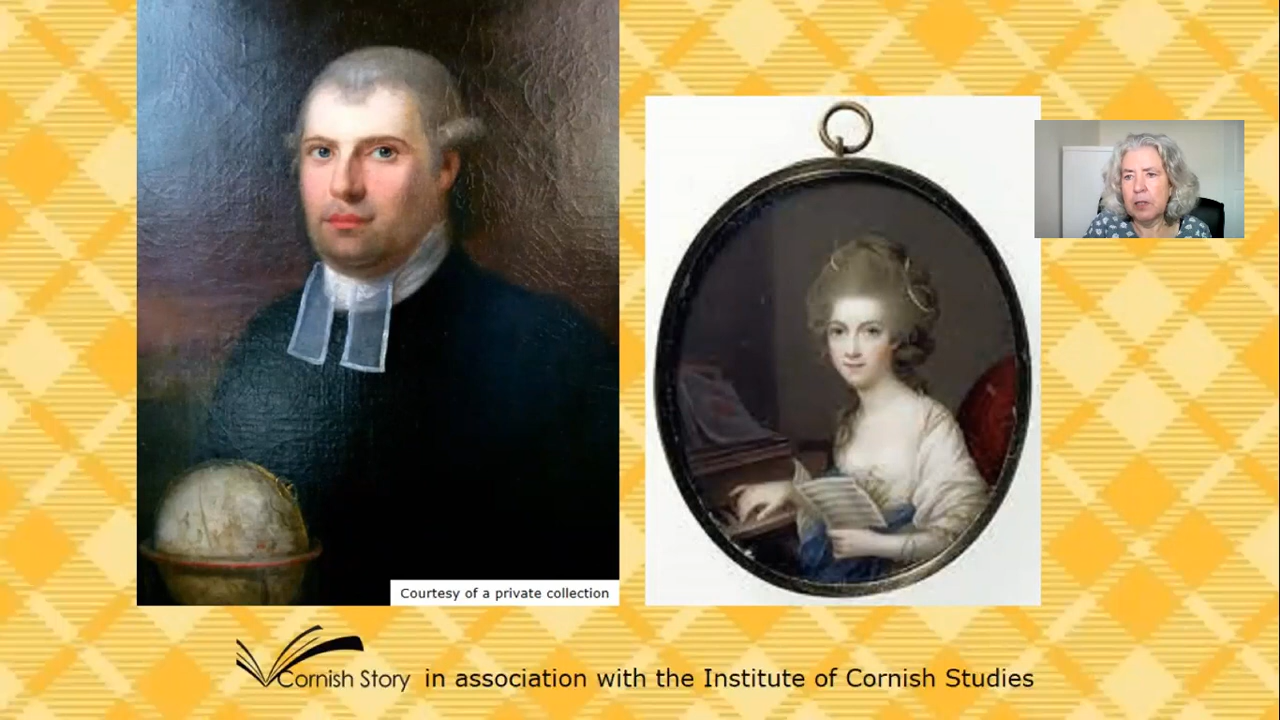 Courtesy of a private collection
Cornish Story in association with the Institute of Cornish Studies